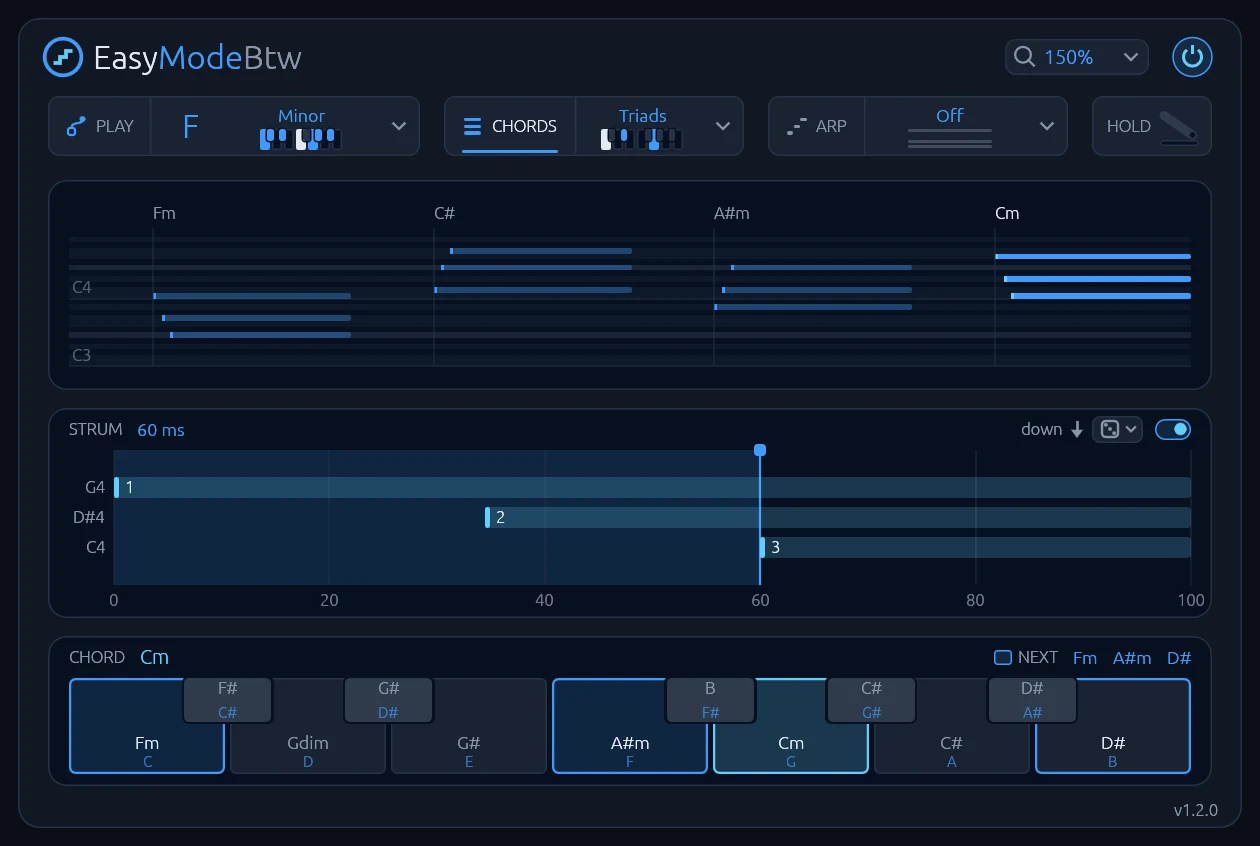 EasyModeBtw
150%
PLAY
F
Minor
CHORDS
Triads
ARP
Off
HOLD
Fm
C#
A#m
Cm
C4
C3
STRUM 60 ms
down
G4 1
D#4 2
C4 3
0 20 40 60 80 100
CHORD Cm
NEXT Fm A#m D#
F# G# B C# D#
C# D# F# G# A#
Fm Gdim G# A#m Cm C# D#
C D E F G A B
v1.2.0